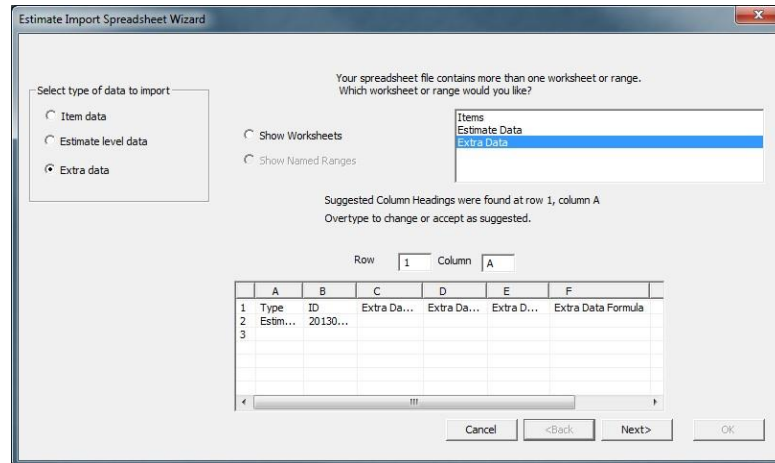 Estimate Import Spreadsheet Wizard
Select type of data to import
Item data
Estimate level data
Extra data
Your spreadsheet file contains more than one worksheet or range.
Which worksheet or range would you like?
Show Worksheets
Show Named Ranges
Items
Estimate Data
Extra Data
Suggested Column Headings were found at row 1, column A
Overtype to change or accept as suggested.
Row 1 Column A
A B C D E F
1 Type ID Extra Da... Extra Da... Extra D... Extra Data Formula
2 Estim... 20130...
3
Cancel <Back Next> OK